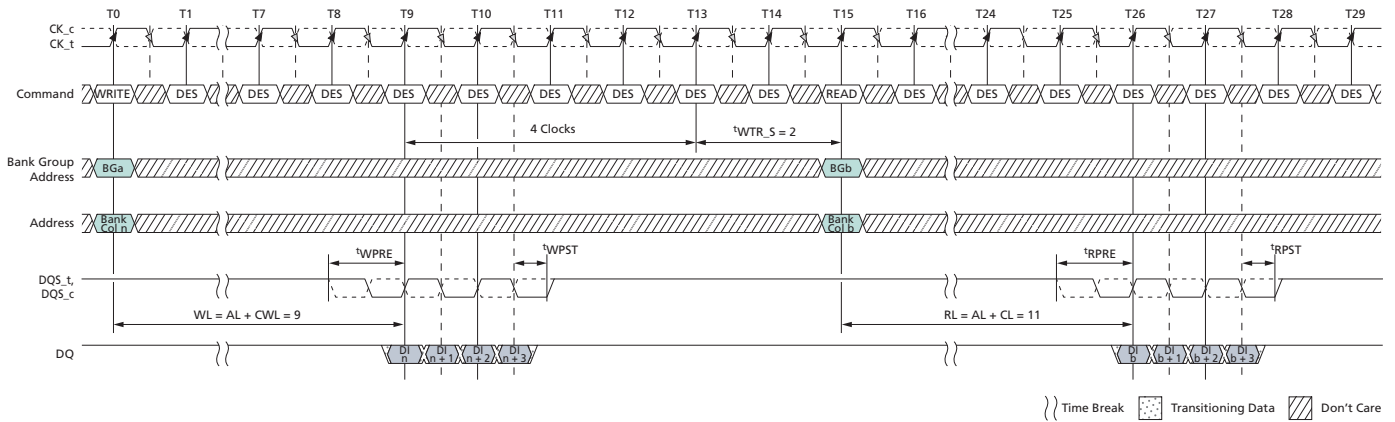 T0 T1 T7 T8 T9 T10 T11 T12 T13 T14 T15 T16 T24 T25 T26 T27 T28 T29
CK_c
CK_t
Command WRITE DES DES DES DES DES DES DES DES DES READ DES DES DES DES DES DES DES
4 Clocks tWTR_S = 2
Bank Group
Address BGa BGb
Address Bank
Col n Bank
Col b
tWPRE tWPST tRPRE tRPST
DQS_t,
DQS_c
WL = AL + CWL = 9 RL = AL + CL = 11
DQ DI
n DI
n + 1 DI
n + 2 DI
n + 3 DI
b DI
b + 1 DI
b + 2 DI
b + 3
Time Break Transitioning Data Don't Care